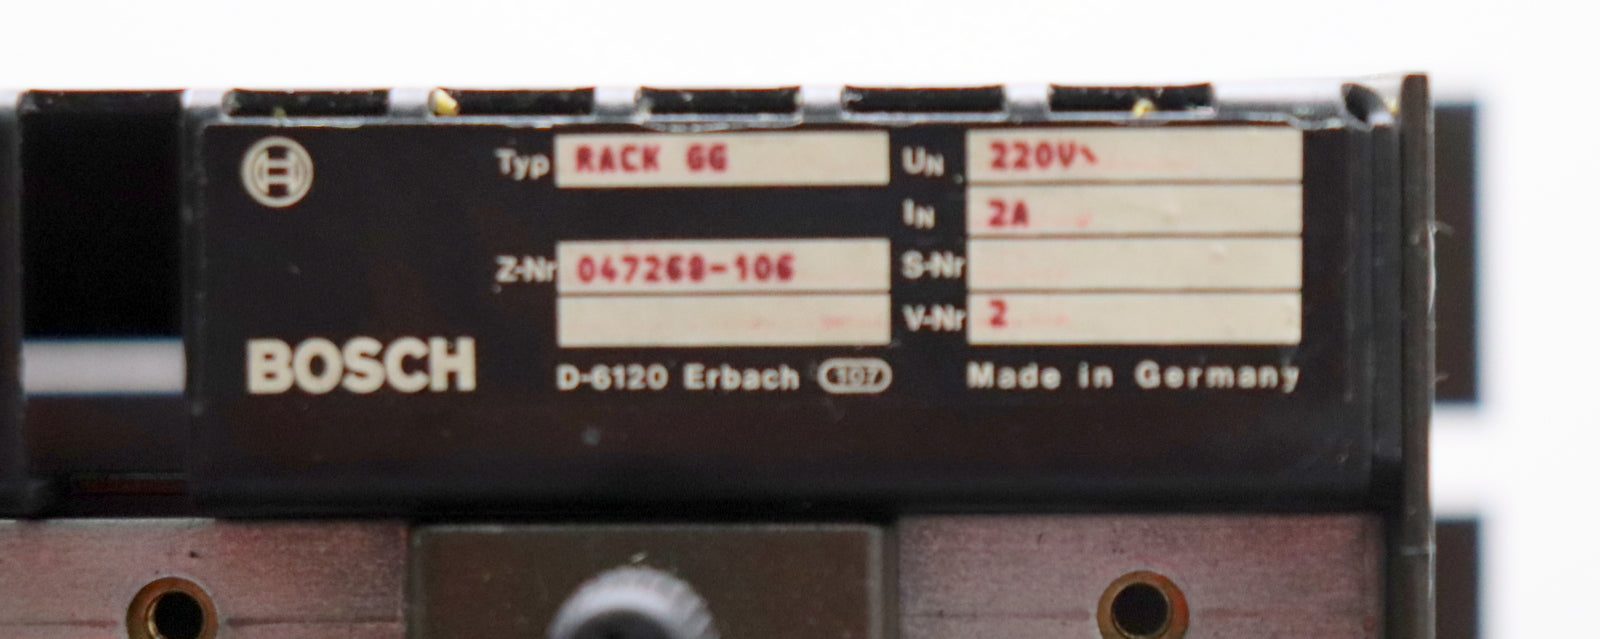 Typ RACK GG
UN 220V~
IN 2A
Z-Nr 047268-106
S-Nr
V-Nr 2
BOSCH
D-6120 Erbach 107
Made in Germany